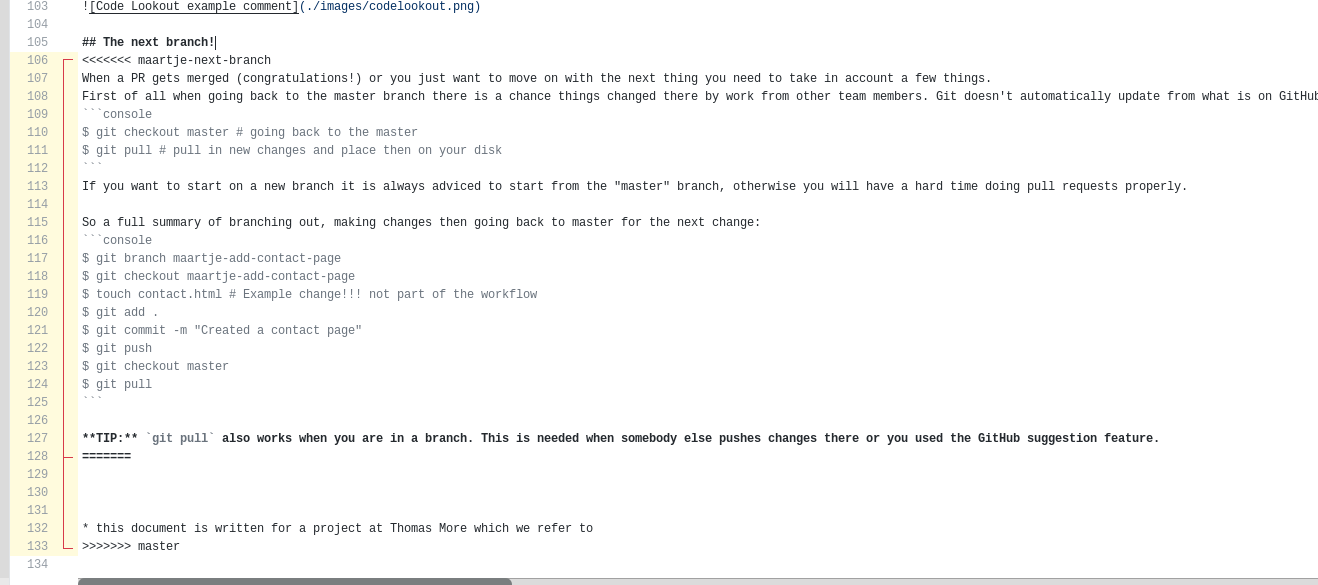 103 ![Code Lookout example comment](./images/codelookout.png)
104
105 ## The next branch!
106 <<<<<<< maartje-next-branch
107 When a PR gets merged (congratulations!) or you just want to move on with the next thing you need to take in account a few things.
108 First of all when going back to the master branch there is a chance things changed there by work from other team members. Git doesn't automatically update from what is on GitHub
109 ```console
110 $ git checkout master # going back to the master
111 $ git pull # pull in new changes and place then on your disk
112 ```
113 If you want to start on a new branch it is always adviced to start from the "master" branch, otherwise you will have a hard time doing pull requests properly.
114
115 So a full summary of branching out, making changes then going back to master for the next change:
116 ```console
117 $ git branch maartje-add-contact-page
118 $ git checkout maartje-add-contact-page
119 $ touch contact.html # Example change!!! not part of the workflow
120 $ git add .
121 $ git commit -m "Created a contact page"
122 $ git push
123 $ git checkout master
124 $ git pull
125 ```
126
127 **TIP:** `git pull` also works when you are in a branch. This is needed when somebody else pushes changes there or you used the GitHub suggestion feature.
128 =======
129
130
131
132 * this document is written for a project at Thomas More which we refer to
133 >>>>>>> master
134